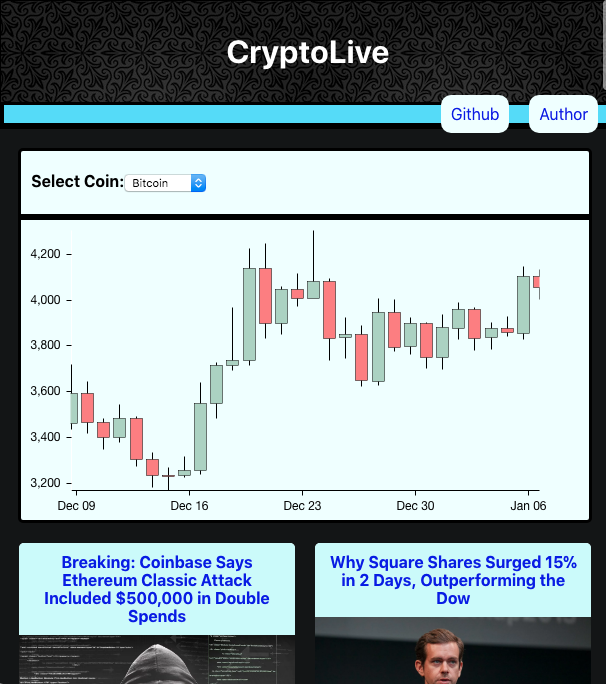 CryptoLive
Github
Author
Select Coin:
Bitcoin
4,200
4,000
3,800
3,600
3,400
3,200
Dec 09
Dec 16
Dec 23
Dec 30
Jan 06
Breaking: Coinbase Says
Ethereum Classic Attack
Included $500,000 in Double
Spends
Why Square Shares Surged 15%
in 2 Days, Outperforming the
Dow